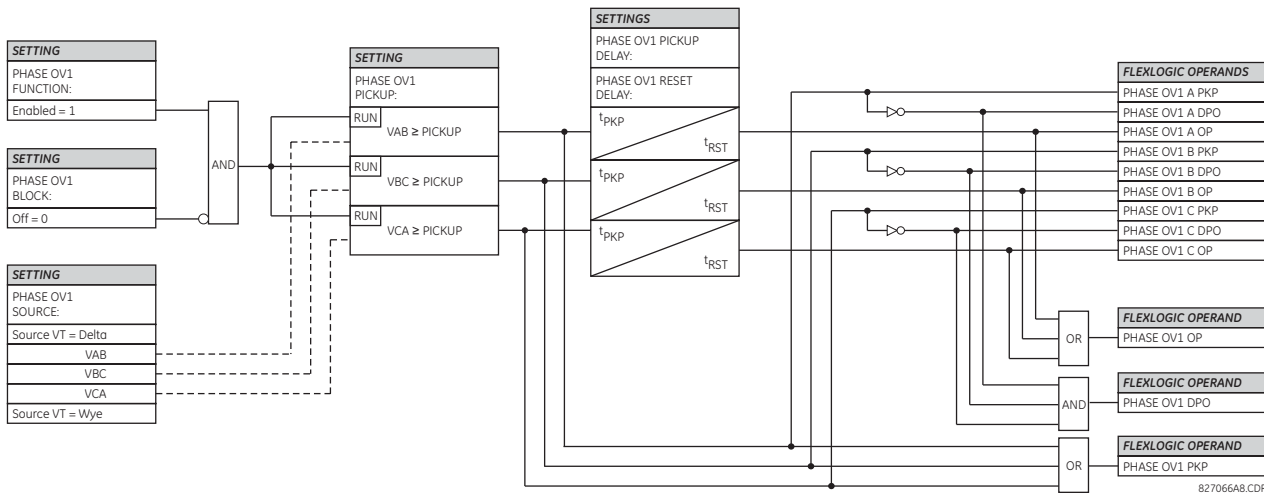 SETTING
PHASE OV1
FUNCTION:
Enabled = 1
SETTING
PHASE OV1
BLOCK:
Off = 0
SETTING
PHASE OV1
SOURCE:
Source VT = Delta
VAB
VBC
VCA
Source VT = Wye
AND
SETTING
PHASE OV1
PICKUP:
RUN
VAB ≥ PICKUP
RUN
VBC ≥ PICKUP
RUN
VCA ≥ PICKUP
SETTINGS
PHASE OV1 PICKUP
DELAY:
PHASE OV1 RESET
DELAY:
tPKP
tRST
tPKP
tRST
tPKP
tRST
FLEXLOGIC OPERANDS
PHASE OV1 A PKP
PHASE OV1 A DPO
PHASE OV1 A OP
PHASE OV1 B PKP
PHASE OV1 B DPO
PHASE OV1 B OP
PHASE OV1 C PKP
PHASE OV1 C DPO
PHASE OV1 C OP
OR
FLEXLOGIC OPERAND
PHASE OV1 OP
AND
FLEXLOGIC OPERAND
PHASE OV1 DPO
OR
FLEXLOGIC OPERAND
PHASE OV1 PKP
827066A8.CDR